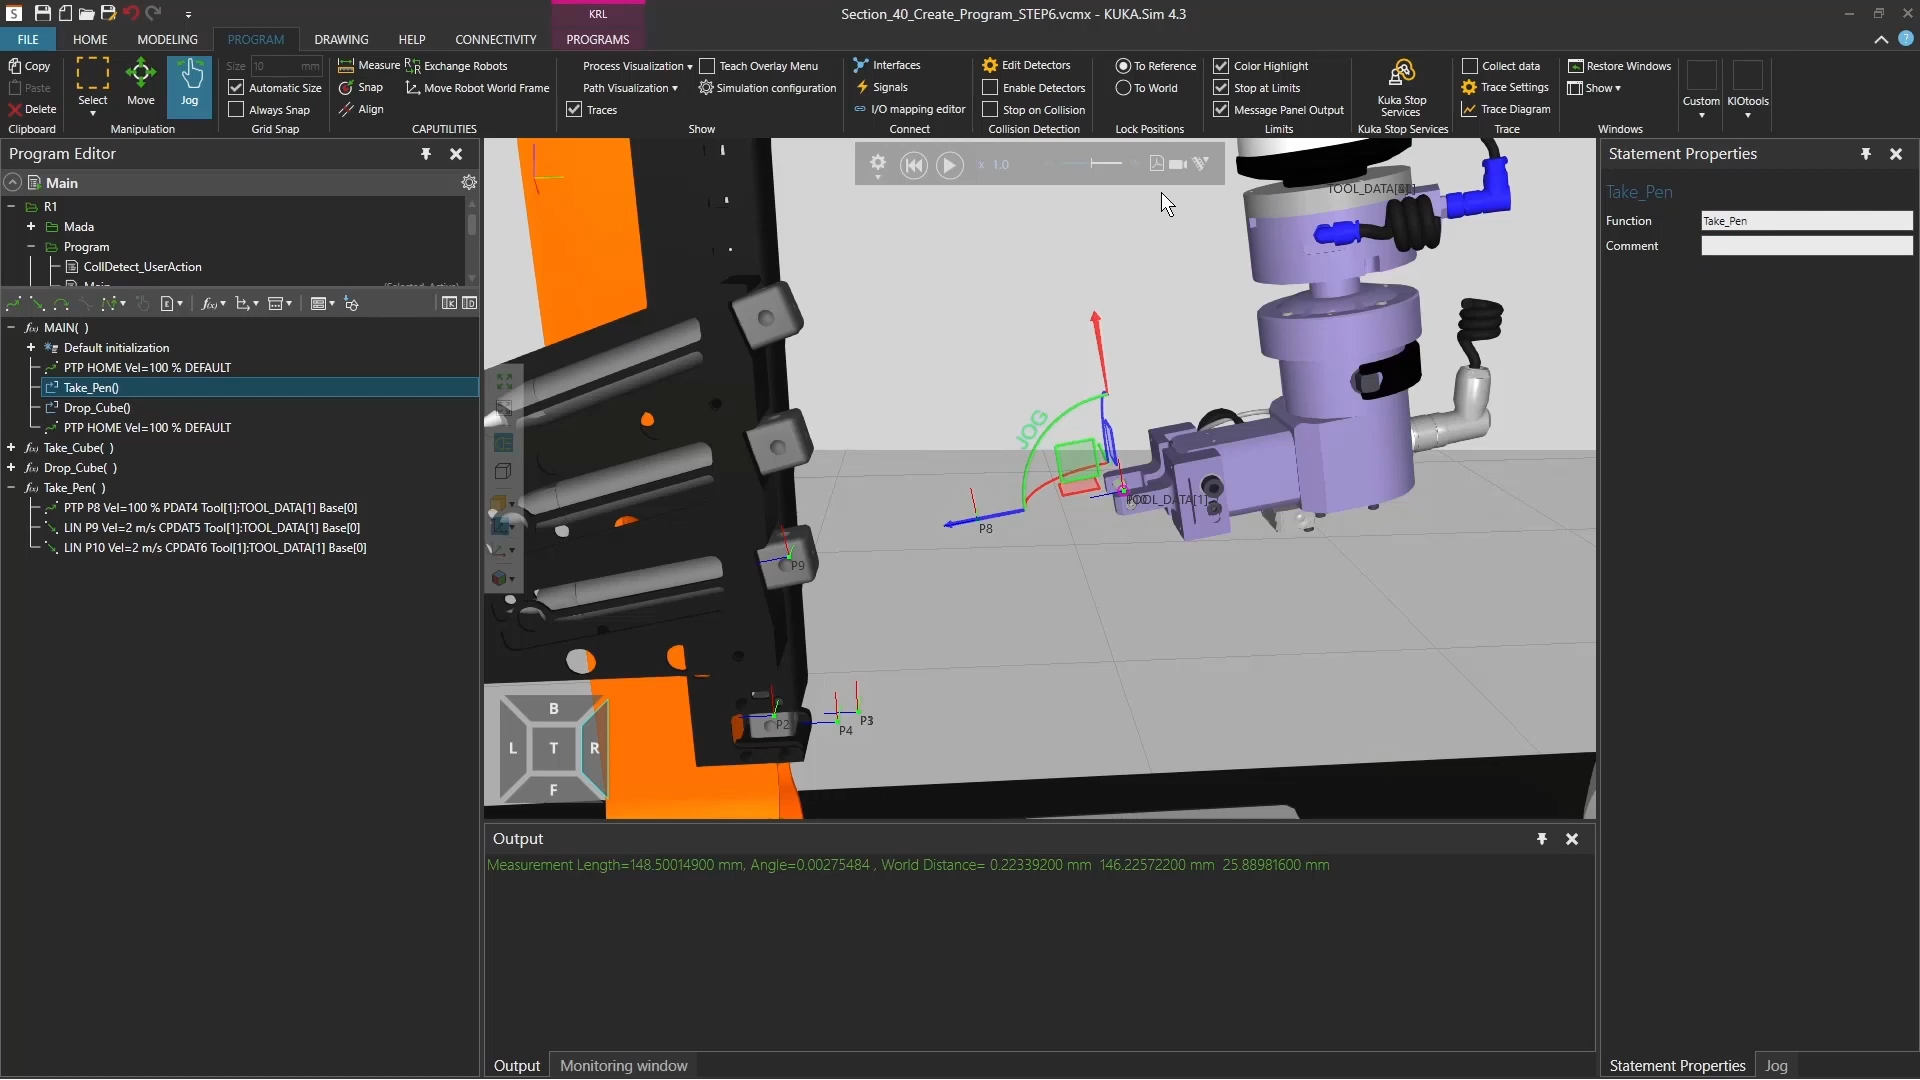 S
Section_40_Create_Program_STEP6.vcmx - KUKA.Sim 4.3
KRL
FILE HOME MODELING PROGRAM DRAWING HELP CONNECTIVITY PROGRAMS
Copy
Paste
Delete
Clipboard
Select
Move
Jog
Manipulation
Size 10 mm
Automatic Size
Always Snap
Grid Snap
Measure
Snap
Align
Exchange Robots
Move Robot World Frame
CAPUTILITIES
Process Visualization
Path Visualization
Traces
Teach Overlay Menu
Simulation configuration
Show
Interfaces
Signals
I/O mapping editor
Connect
Edit Detectors
Enable Detectors
Stop on Collision
Collision Detection
To Reference
To World
Lock Positions
Color Highlight
Stop at Limits
Message Panel Output
Limits
Kuka Stop
Services
Kuka Stop Services
Collect data
Trace Settings
Trace Diagram
Trace
Restore Windows
Show
Windows
Custom
KIOtools
Program Editor
Main
R1
Mada
Program
CollDetect_UserAction
MAIN( )
Default initialization
PTP HOME Vel=100 % DEFAULT
Take_Pen()
Drop_Cube()
PTP HOME Vel=100 % DEFAULT
Take_Cube( )
Drop_Cube( )
Take_Pen( )
PTP P8 Vel=100 % PDAT4 Tool[1]:TOOL_DATA[1] Base[0]
LIN P9 Vel=2 m/s CPDAT5 Tool[1]:TOOL_DATA[1] Base[0]
LIN P10 Vel=2 m/s CPDAT6 Tool[1]:TOOL_DATA[1] Base[0]
x 1.0
JOG
P8
P9
P2
P4
P3
B
L T R
F
Output
Measurement Length=148.50014900 mm, Angle=0.00275484 , World Distance= 0.22339200 mm 146.22572200 mm 25.88981600 mm
Output Monitoring window
Statement Properties
Take_Pen
Function Take_Pen
Comment
Statement Properties Jog